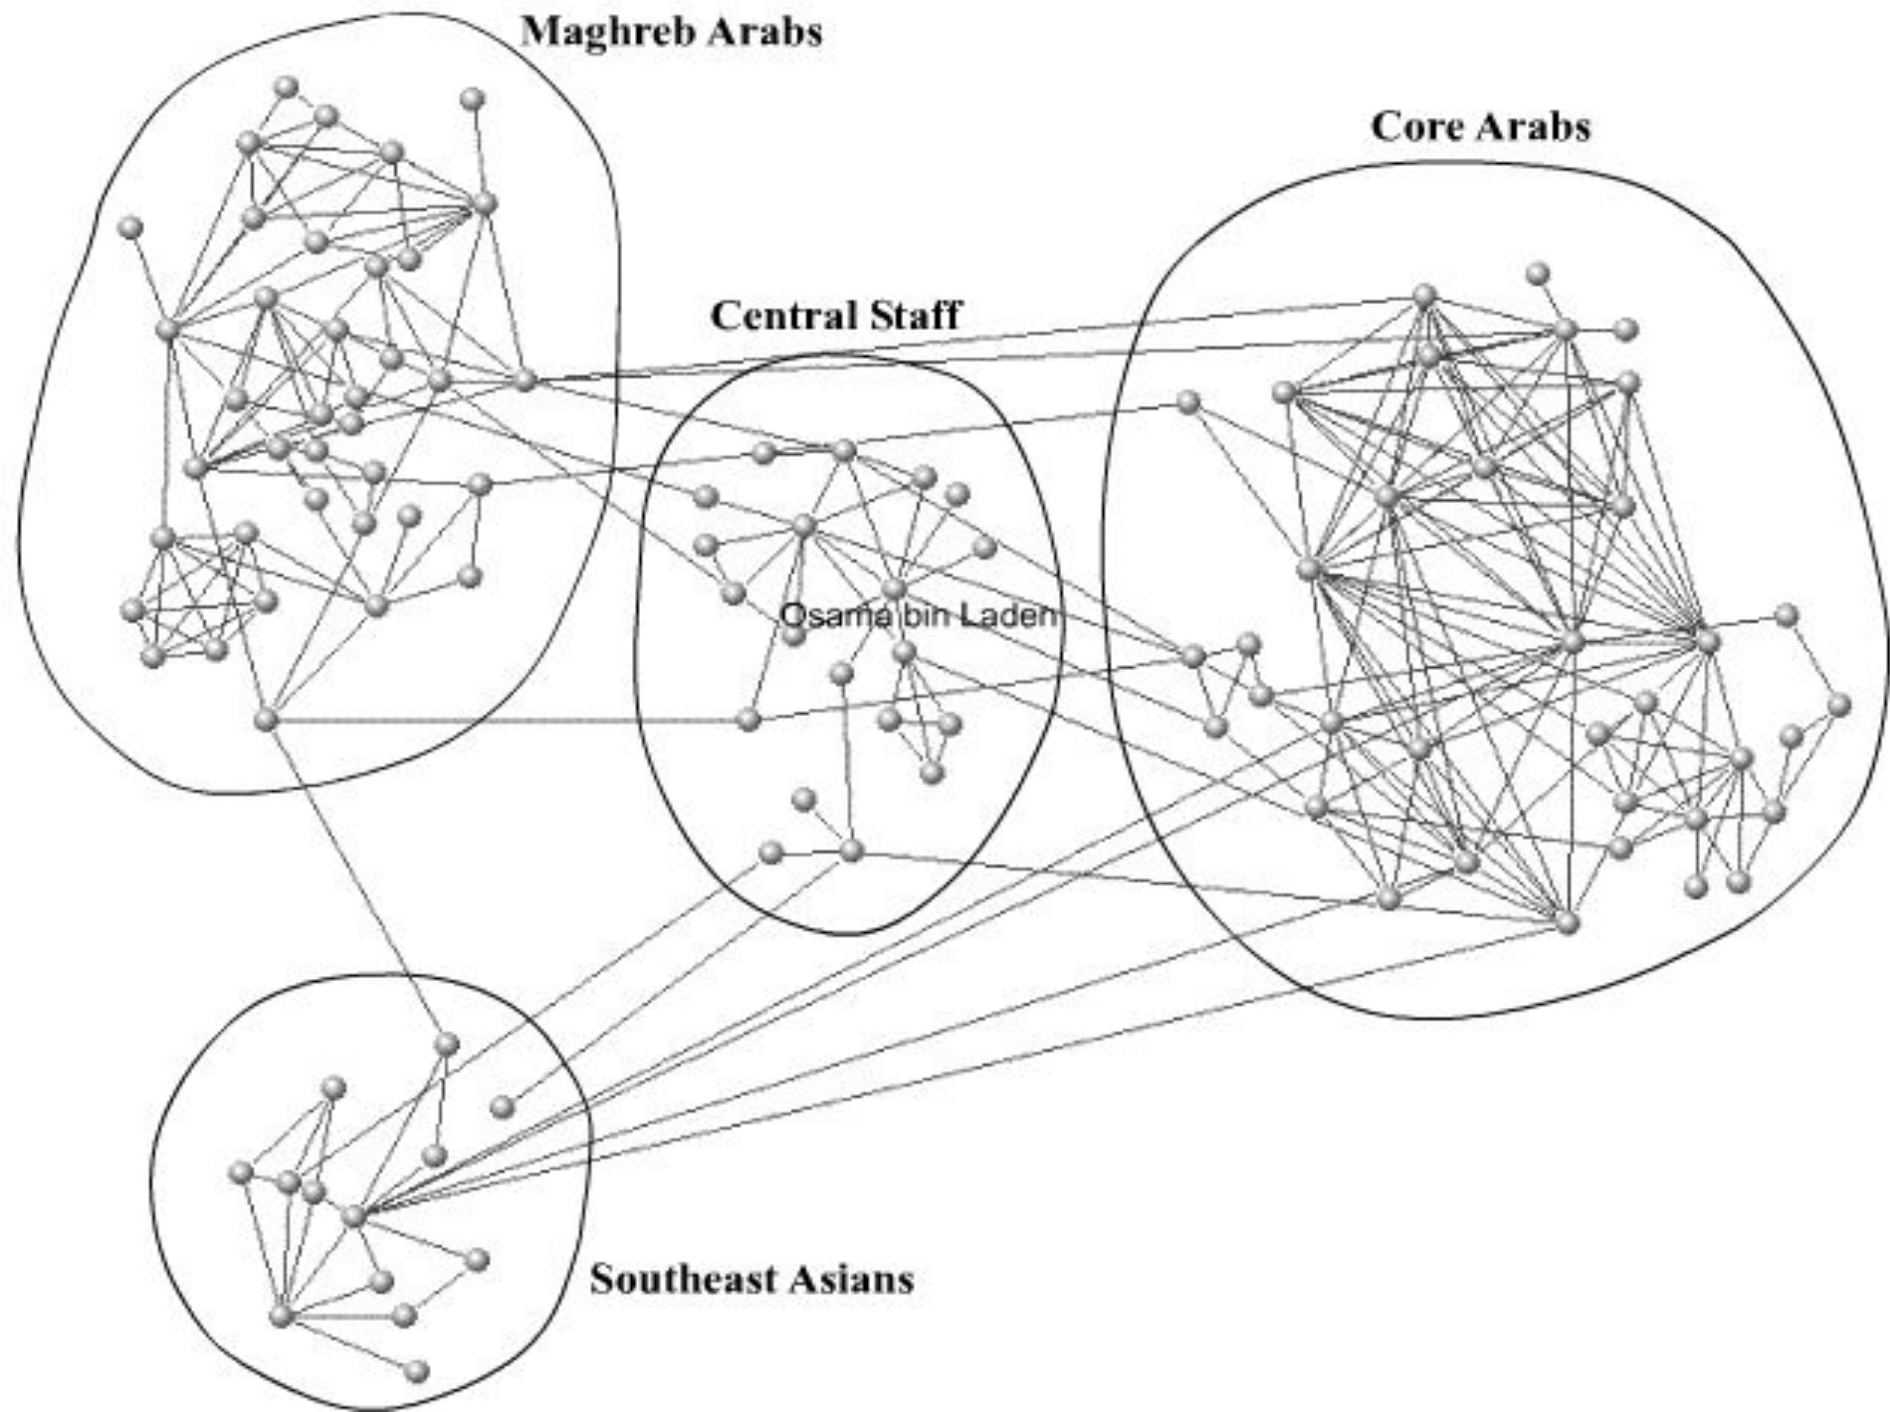 Maghreb Arabs
Core Arabs
Central Staff
Osama bin Laden
Southeast Asians